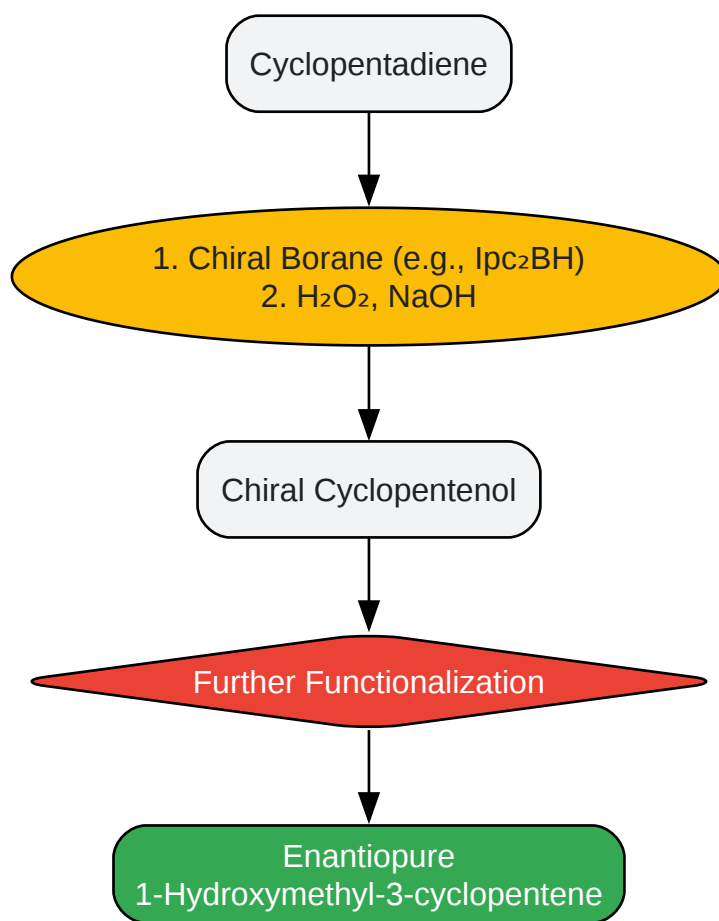 Cyclopentadiene
1. Chiral Borane (e.g., Ipc₂BH)
2. H₂O₂, NaOH
Chiral Cyclopentenol
Further Functionalization
Enantiopure
1-Hydroxymethyl-3-cyclopentene